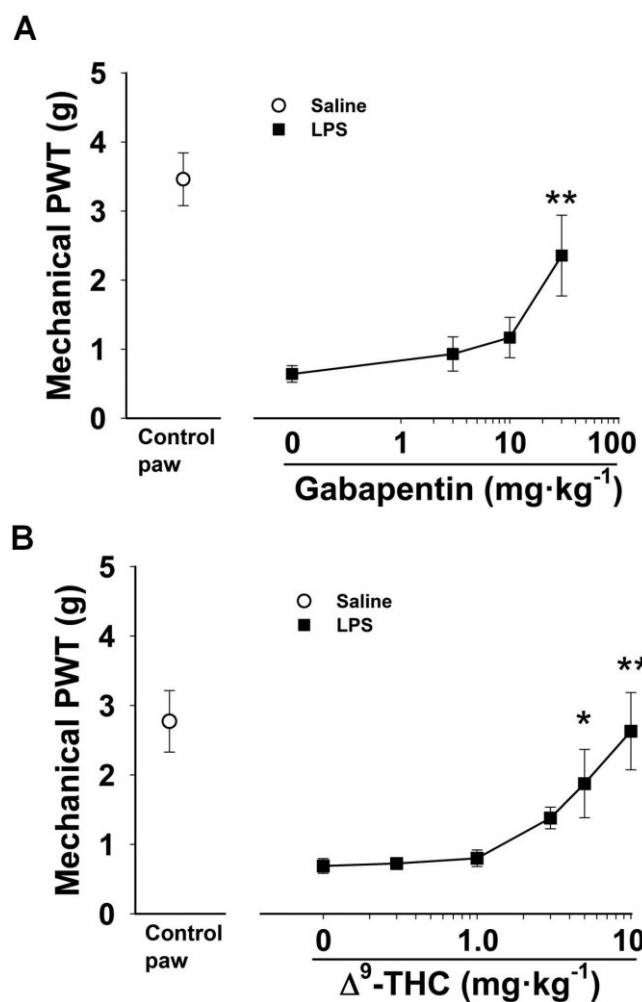 A
Mechanical PWT (g)
5
4
3
2
1
0
Saline
LPS
**
Control
paw
0 1 10 100
Gabapentin (mg·kg⁻¹)
B
Mechanical PWT (g)
5
4
3
2
1
0
Saline
LPS
*
**
Control
paw
0 1.0 10
Δ⁹-THC (mg·kg⁻¹)